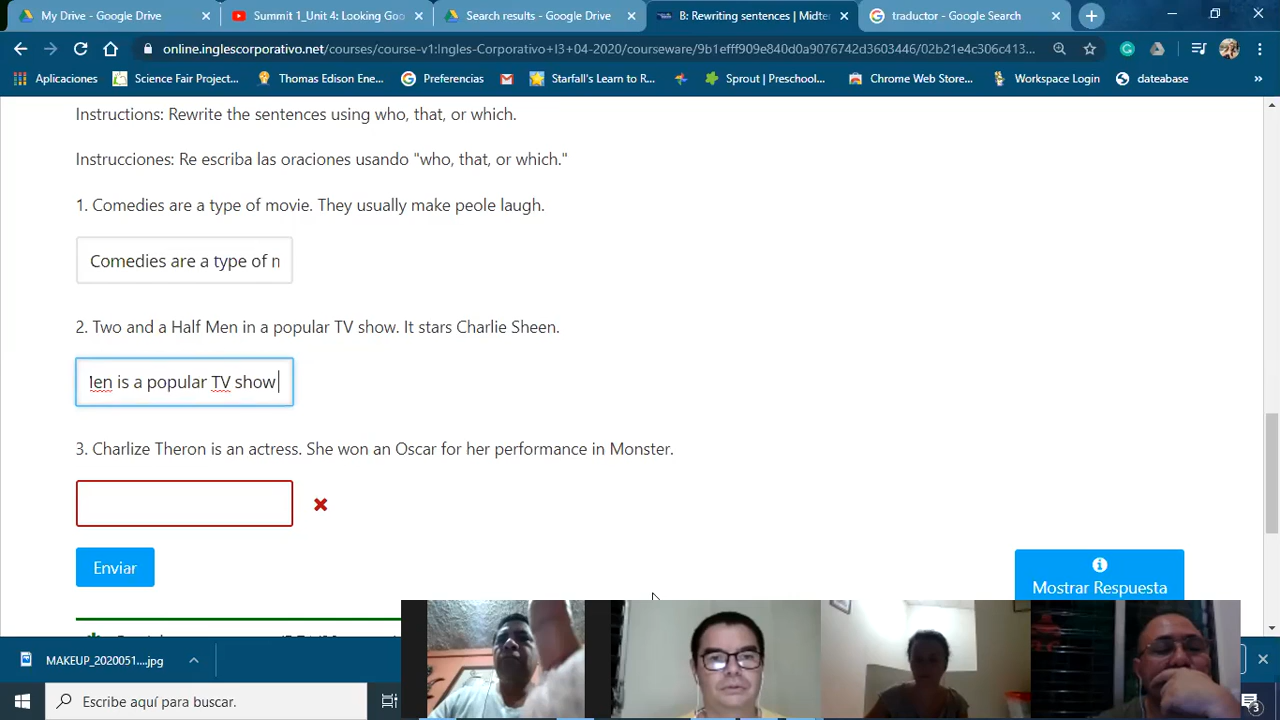 My Drive - Google Drive
Summit 1_Unit 4: Looking Go
Search results - Google Drive
B: Rewriting sentences | Midte
traductor - Google Search
online.inglescorporativo.net/courses/course-v1:Ingles-Corporativo+I3+04-2020/courseware/9b1efff909e840d0a9076742d3603446/02b21e4c306c413...
Aplicaciones
Science Fair Project...
Thomas Edison Ene...
Preferencias
Starfall's Learn to R...
Sprout | Preschool...
Chrome Web Store...
Workspace Login
dateabase
»
Instructions: Rewrite the sentences using who, that, or which.
Instrucciones: Re escriba las oraciones usando "who, that, or which."
1. Comedies are a type of movie. They usually make peole laugh.
Comedies are a type of
2. Two and a Half Men in a popular TV show. It stars Charlie Sheen.
len is a popular TV show
3. Charlize Theron is an actress. She won an Oscar for her performance in Monster.
Enviar
Mostrar Respuesta
MAKEUP_2020051....jpg
Escribe aquí para buscar.
3